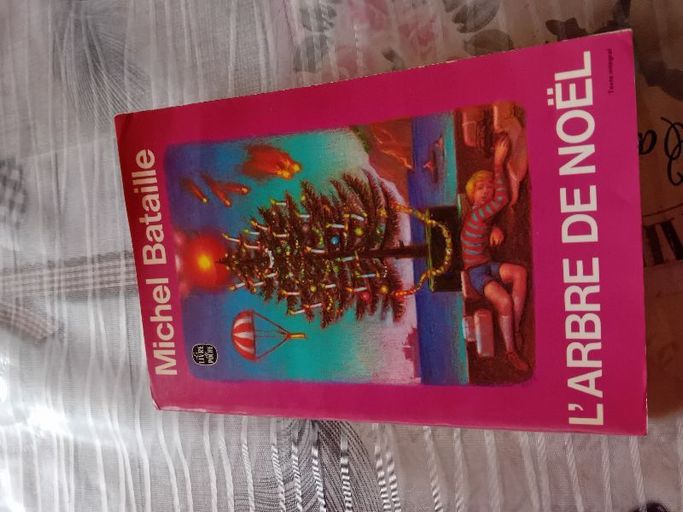 Michel Bataille
LE
LIVRE
DE
POCHE
L'ARBRE DE NOËL
Texte intégral